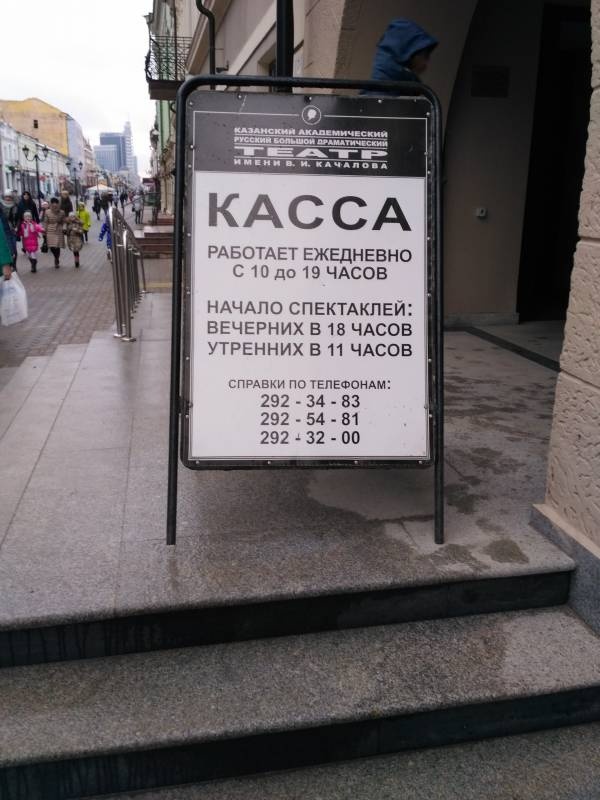 КАЗАНСКИЙ АКАДЕМИЧЕСКИЙ
РУССКИЙ БОЛЬШОЙ ДРАМАТИЧЕСКИЙ
ТЕАТР
ИМЕНИ В. И. КАЧАЛОВА
КАССА
РАБОТАЕТ ЕЖЕДНЕВНО
С 10 до 19 ЧАСОВ
НАЧАЛО СПЕКТАКЛЕЙ:
ВЕЧЕРНИХ В 18 ЧАСОВ
УТРЕННИХ В 11 ЧАСОВ
СПРАВКИ ПО ТЕЛЕФОНАМ:
292 - 34 - 83
292 - 54 - 81
292 - 32 - 00